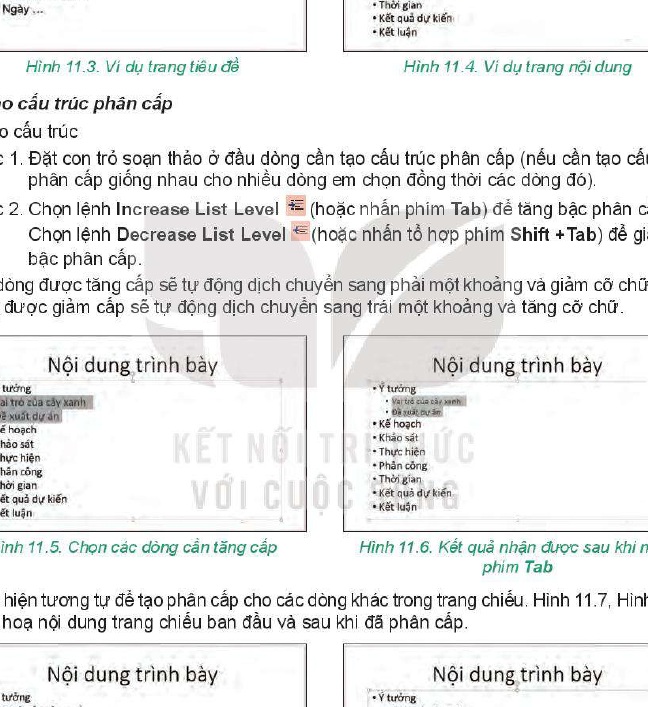 Ngày ...
• Thời gian
• Kết quả dự kiến
• Kết luận
Hình 11.3. Ví dụ trang tiêu đề
Hình 11.4. Ví dụ trang nội dung
o cấu trúc phân cấp
o cấu trúc
c 1. Đặt con trỏ soạn thảo ở đầu dòng cần tạo cấu trúc phân cấp (nếu cần tạo cấu
phân cấp giống nhau cho nhiều dòng em chọn đồng thời các dòng đó).
c 2. Chọn lệnh Increase List Level (hoặc nhấn phím Tab) để tăng bậc phân c
Chọn lệnh Decrease List Level (hoặc nhấn tổ hợp phím Shift +Tab) để giả
bậc phân cấp.
dòng được tăng cấp sẽ tự động dịch chuyển sang phải một khoảng và giảm cỡ chữ
được giảm cấp sẽ tự động dịch chuyển sang trái một khoảng và tăng cỡ chữ.
Nội dung trình bày
tưởng
ai trò của cây xanh
ề xuất dự án
ế hoạch
hảo sát
hực hiện
hân công
hời gian
ết quả dự kiến
ết luận
Nội dung trình bày
• Ý tưởng
• Vai trò của cây xanh
• Đề xuất dự án
• Kế hoạch
• Khảo sát
• Thực hiện
• Phân công
• Thời gian
• Kết quả dự kiến
• Kết luận
KẾT NỐI TRI THỨC
VỚI CUỘC SỐNG
ình 11.5. Chọn các dòng cần tăng cấp
Hình 11.6. Kết quả nhận được sau khi n
phím Tab
hiện tương tự để tạo phân cấp cho các dòng khác trong trang chiếu. Hình 11.7, Hình
hoạ nội dung trang chiếu ban đầu và sau khi đã phân cấp.
Nội dung trình bày
tưởng
Nội dung trình bày
• Ý tưởng